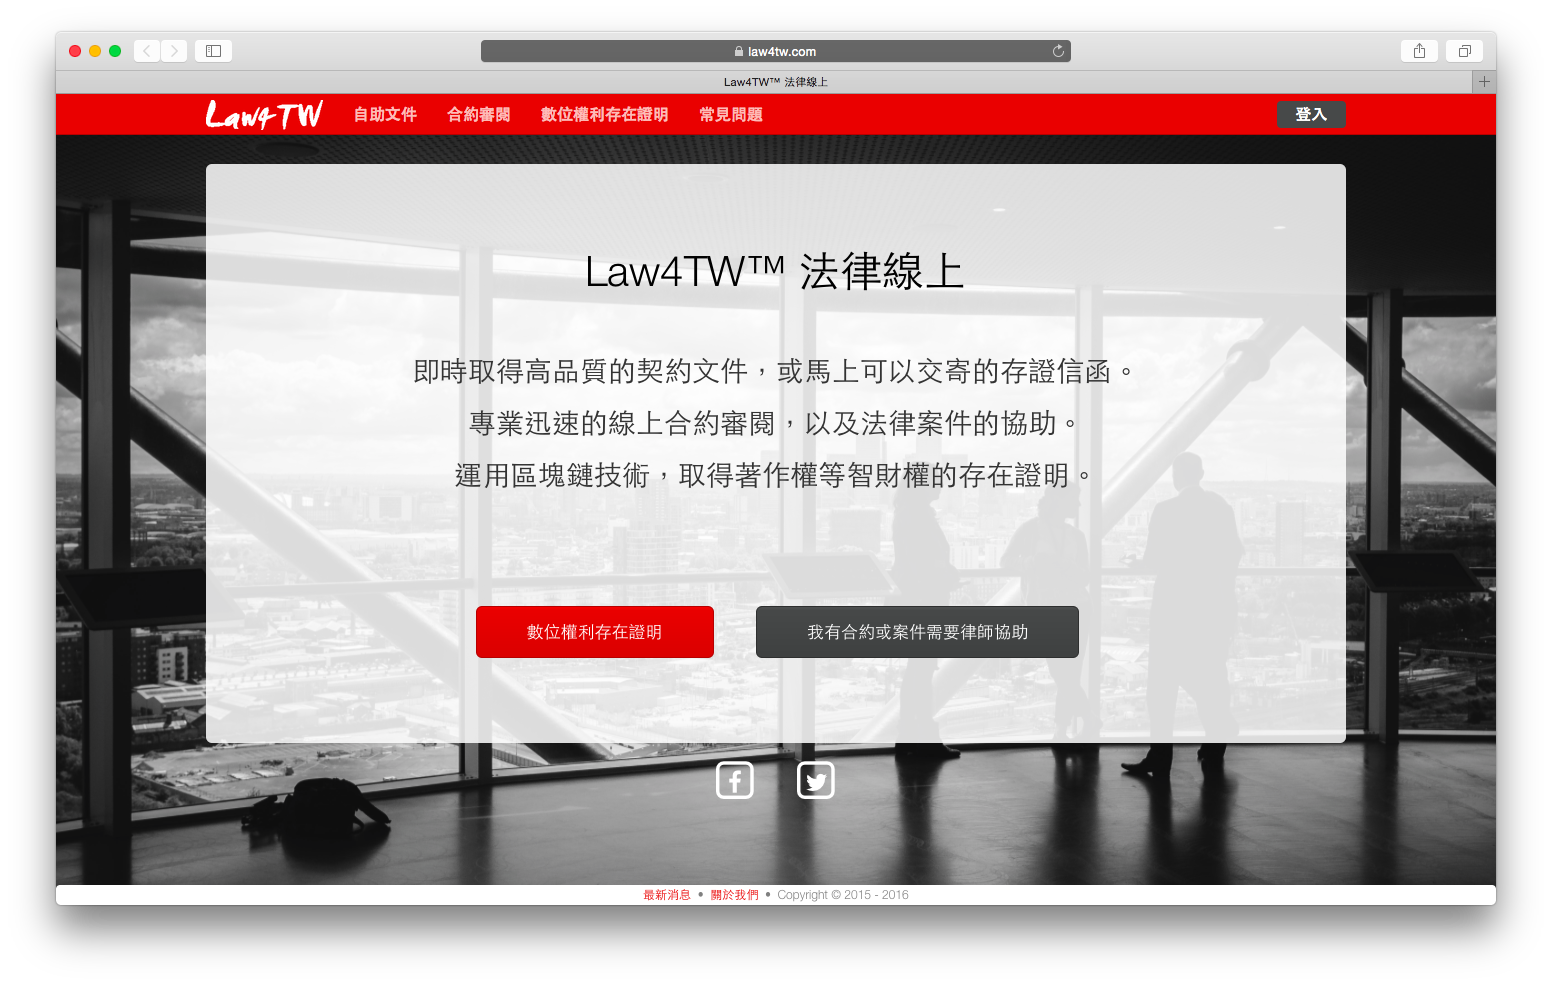 law4tw.com
Law4TW™ 法律線上
Law4TW 自助文件 合約審閱 數位權利存在證明 常見問題 登入
Law4TW™ 法律線上
即時取得高品質的契約文件，或馬上可以交寄的存證信函。
專業迅速的線上合約審閱，以及法律案件的協助。
運用區塊鏈技術，取得著作權等智財權的存在證明。
數位權利存在證明 我有合約或案件需要律師協助
最新消息 • 關於我們 • Copyright © 2015 - 2016